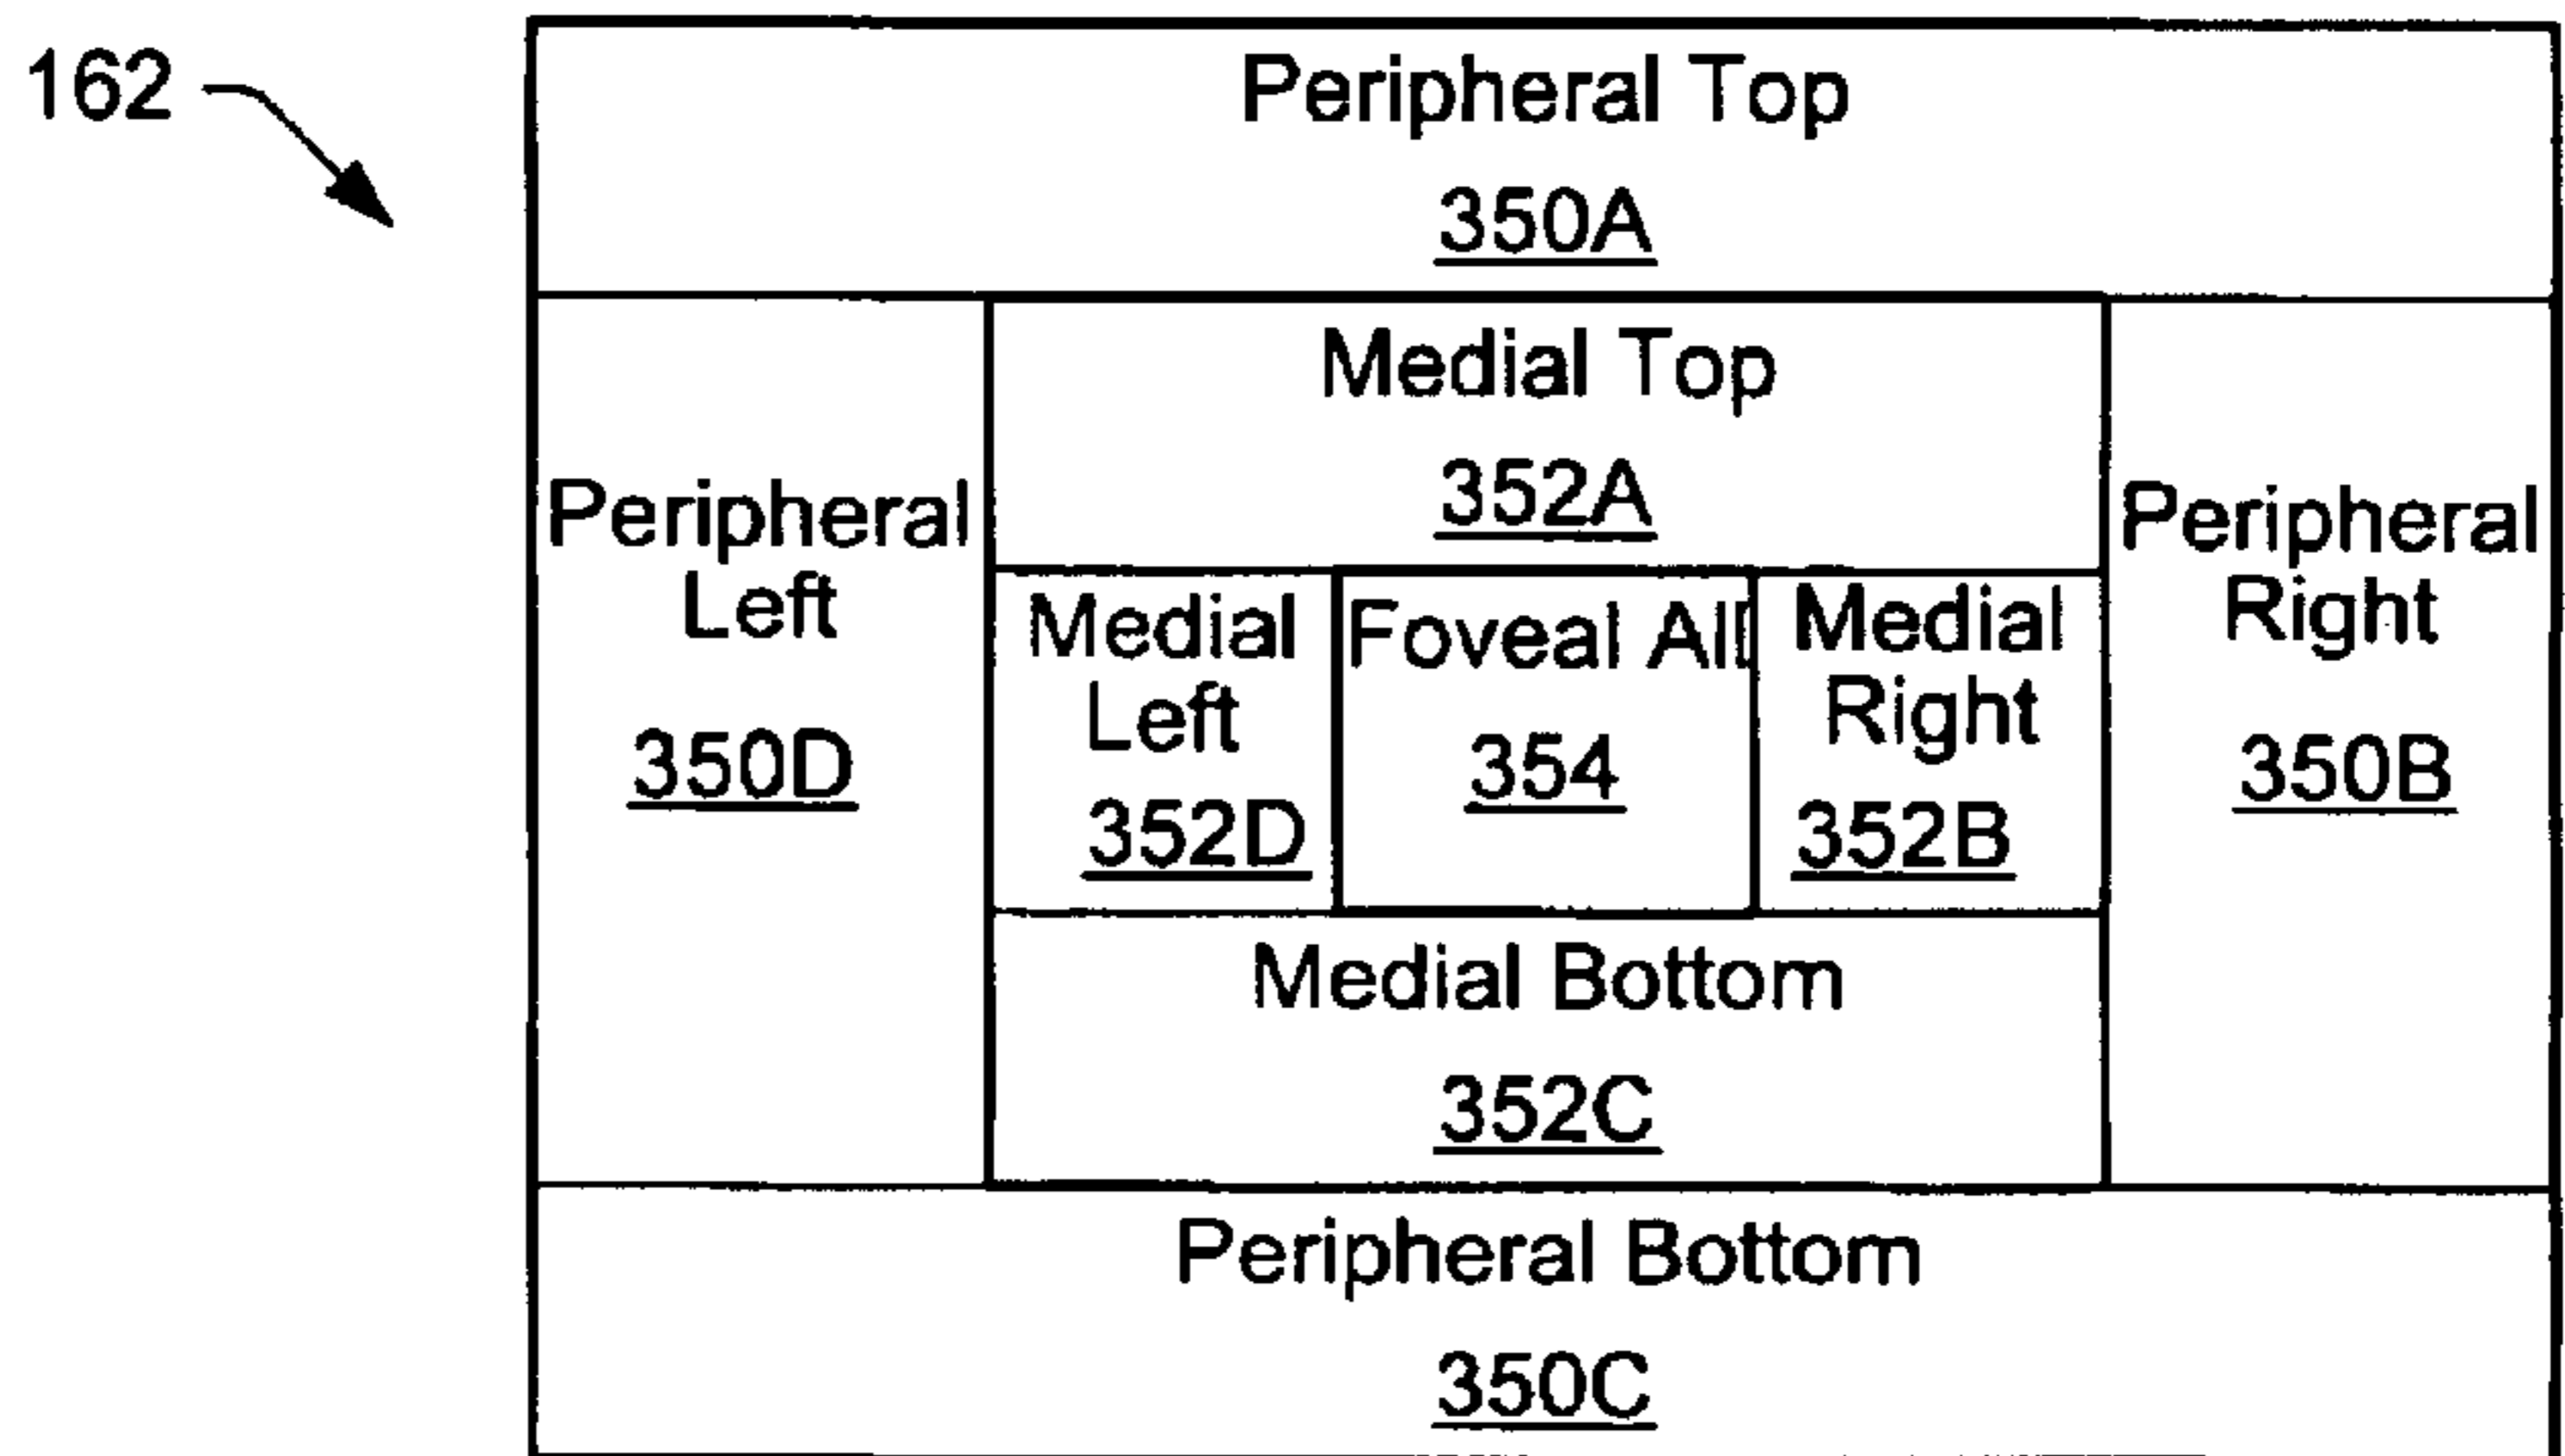 162
Peripheral Top
350A
Medial Top
352A
Peripheral
Left
350D
Medial
Left
352D
Foveal All
354
Medial
Right
352B
Peripheral
Right
350B
Medial Bottom
352C
Peripheral Bottom
350C